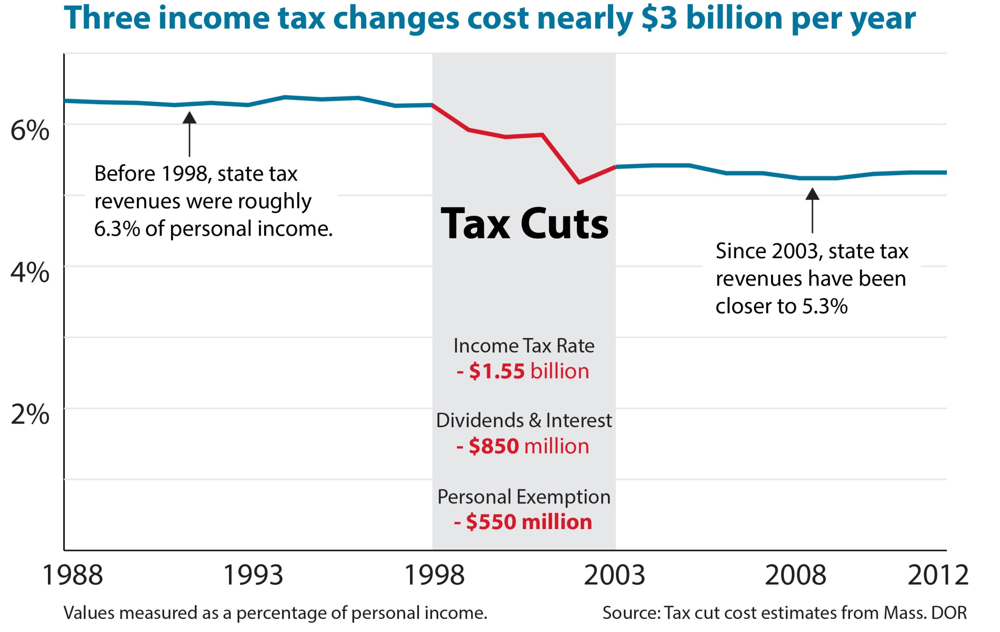 Three income tax changes cost nearly $3 billion per year
6%
4%
2%
Before 1998, state tax
revenues were roughly
6.3% of personal income.
Tax Cuts
Income Tax Rate
- $1.55 billion
Dividends & Interest
- $850 million
Personal Exemption
- $550 million
Since 2003, state tax
revenues have been
closer to 5.3%
1988 1993 1998 2003 2008 2012
Values measured as a percentage of personal income.
Source: Tax cut cost estimates from Mass. DOR